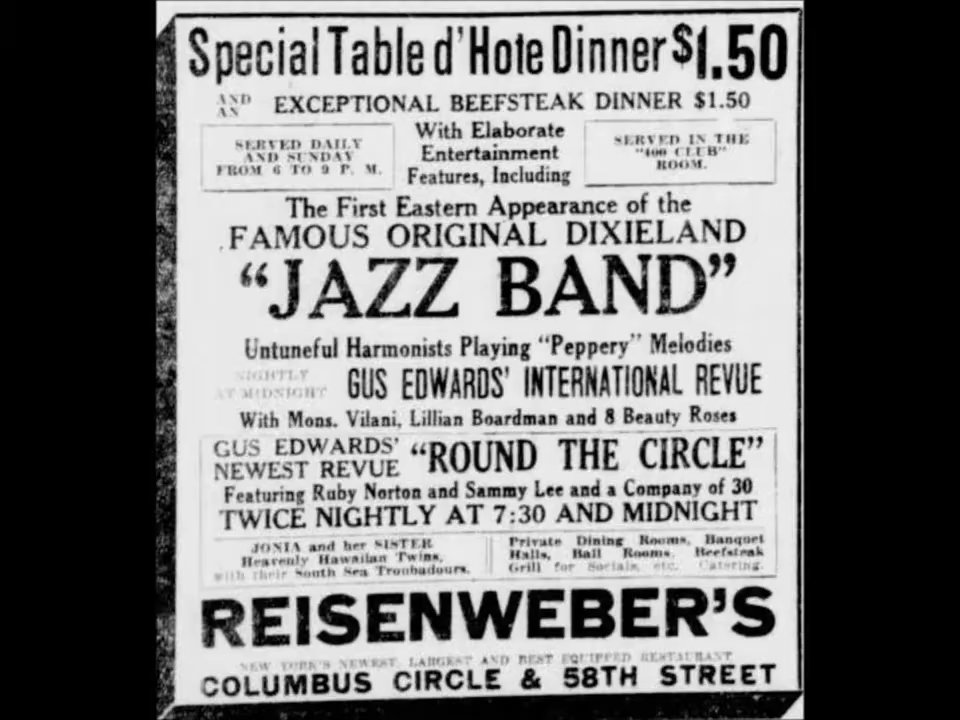 Special Table d'Hote Dinner $1.50
AND AN EXCEPTIONAL BEEFSTEAK DINNER $1.50
SERVED DAILY
AND SUNDAY
FROM 6 TO 9 P. M.
With Elaborate
Entertainment
Features, Including
SERVED IN THE
"400 CLUB"
ROOM.
The First Eastern Appearance of the
FAMOUS ORIGINAL DIXIELAND
"JAZZ BAND"
Untuneful Harmonists Playing "Peppery" Melodies
NIGHTLY
AT MIDNIGHT
GUS EDWARDS' INTERNATIONAL REVUE
With Mons. Vilani, Lillian Boardman and 8 Beauty Roses
GUS EDWARDS'
NEWEST REVUE
"ROUND THE CIRCLE"
Featuring Ruby Norton and Sammy Lee and a Company of 30
TWICE NIGHTLY AT 7:30 AND MIDNIGHT
JONIA and her SISTER
Heavenly Hawaiian Twins,
with their South Sea Troubadours.
Private Dining Rooms, Banquet
Halls, Ball Rooms. Beefsteak
Grill for Socials, etc. Catering.
REISENWEBER'S
NEW YORK'S NEWEST, LARGEST AND BEST EQUIPPED RESTAURANT
COLUMBUS CIRCLE & 58TH STREET